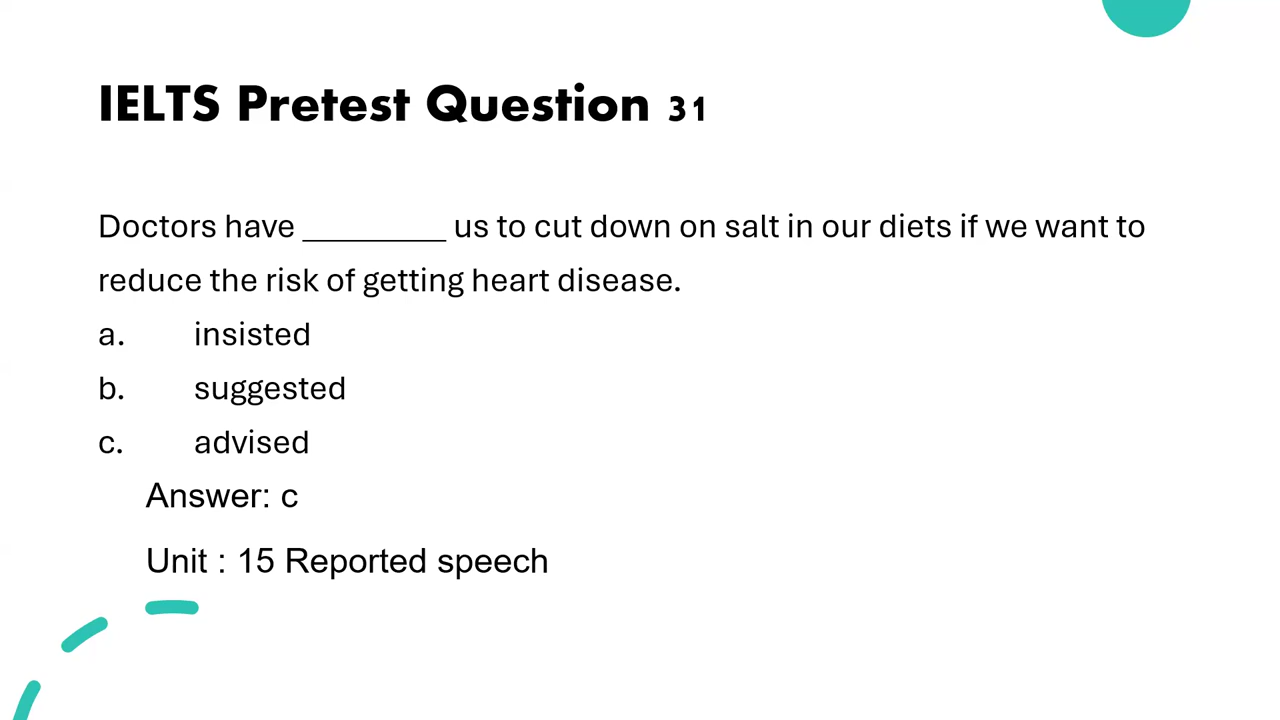 IELTS Pretest Question 31
Doctors have _________ us to cut down on salt in our diets if we want to
reduce the risk of getting heart disease.
a. insisted
b. suggested
c. advised
Answer: c
Unit : 15 Reported speech